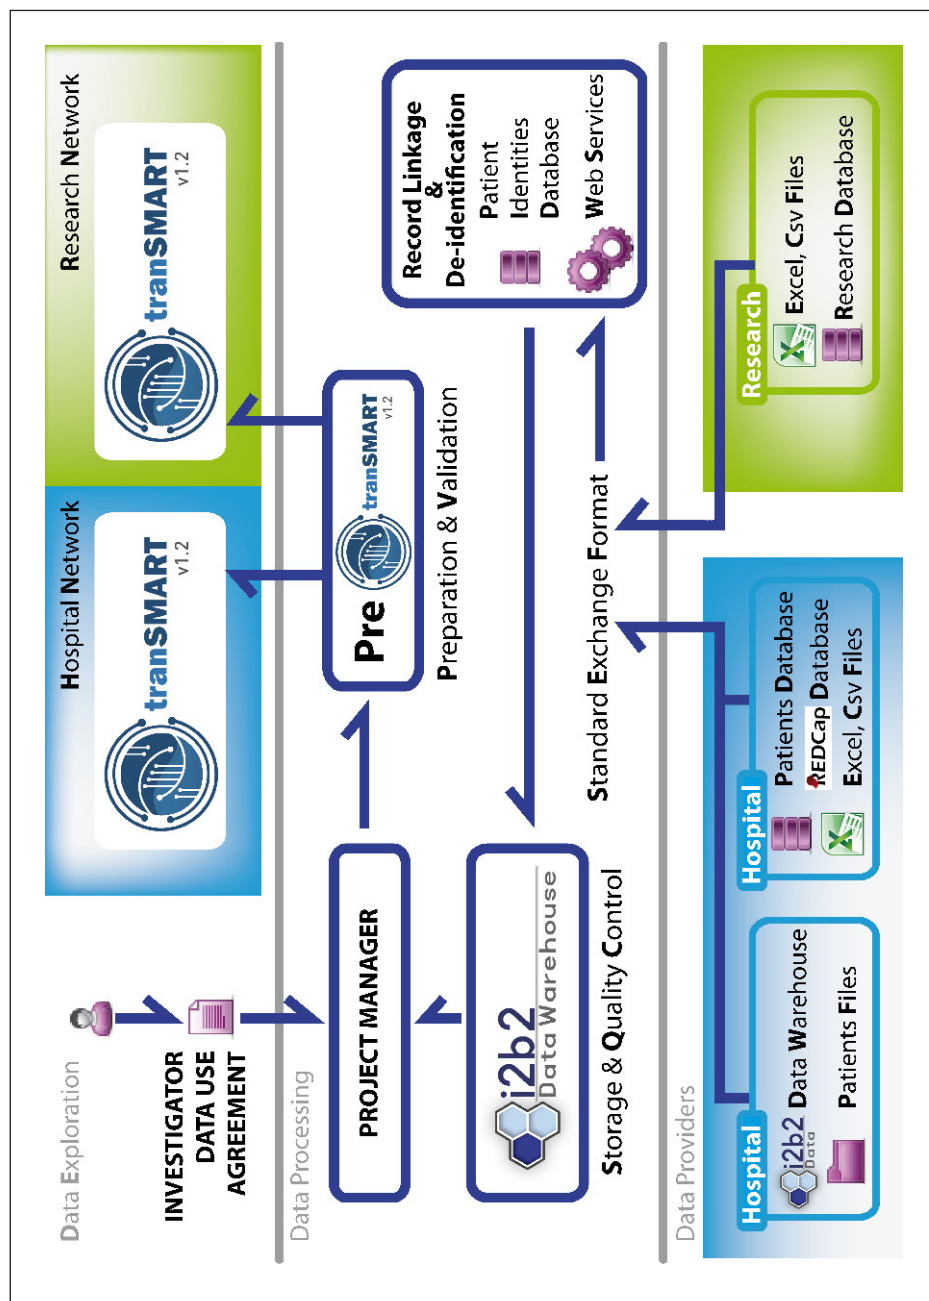 Data Exploration
INVESTIGATOR
DATA USE
AGREEMENT
Hospital Network
tranSMART
v1.2
Research Network
tranSMART
v1.2
Data Processing
PROJECT MANAGER
Pre tranSMART
v1.2
Preparation & Validation
i2b2
Data Warehouse
Storage & Quality Control
Record Linkage
&
De-identification
Patient
Identities
Database
Web Services
Standard Exchange Format
Data Providers
Hospital
i2b2 Data Warehouse
Data
Patients Files
Hospital
Patients Database
REDCap Database
Excel, Csv Files
Research
Excel, Csv Files
Research Database